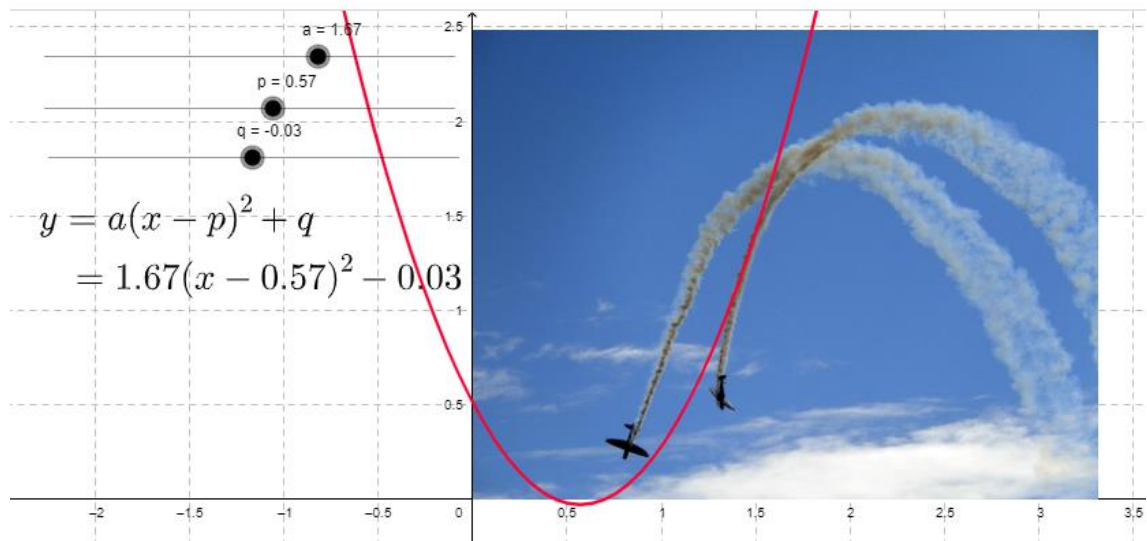 2.5
a = 1.67
p = 0.57
2
q = -0.03
1.5
y = a(x − p)² + q
= 1.67(x − 0.57)² − 0.03
1
0.5
−2 −1.5 −1 −0.5 0 0.5 1 1.5 2 2.5 3 3.5